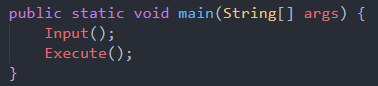 public static void main(String[] args) {
    Input();
    Execute();
}